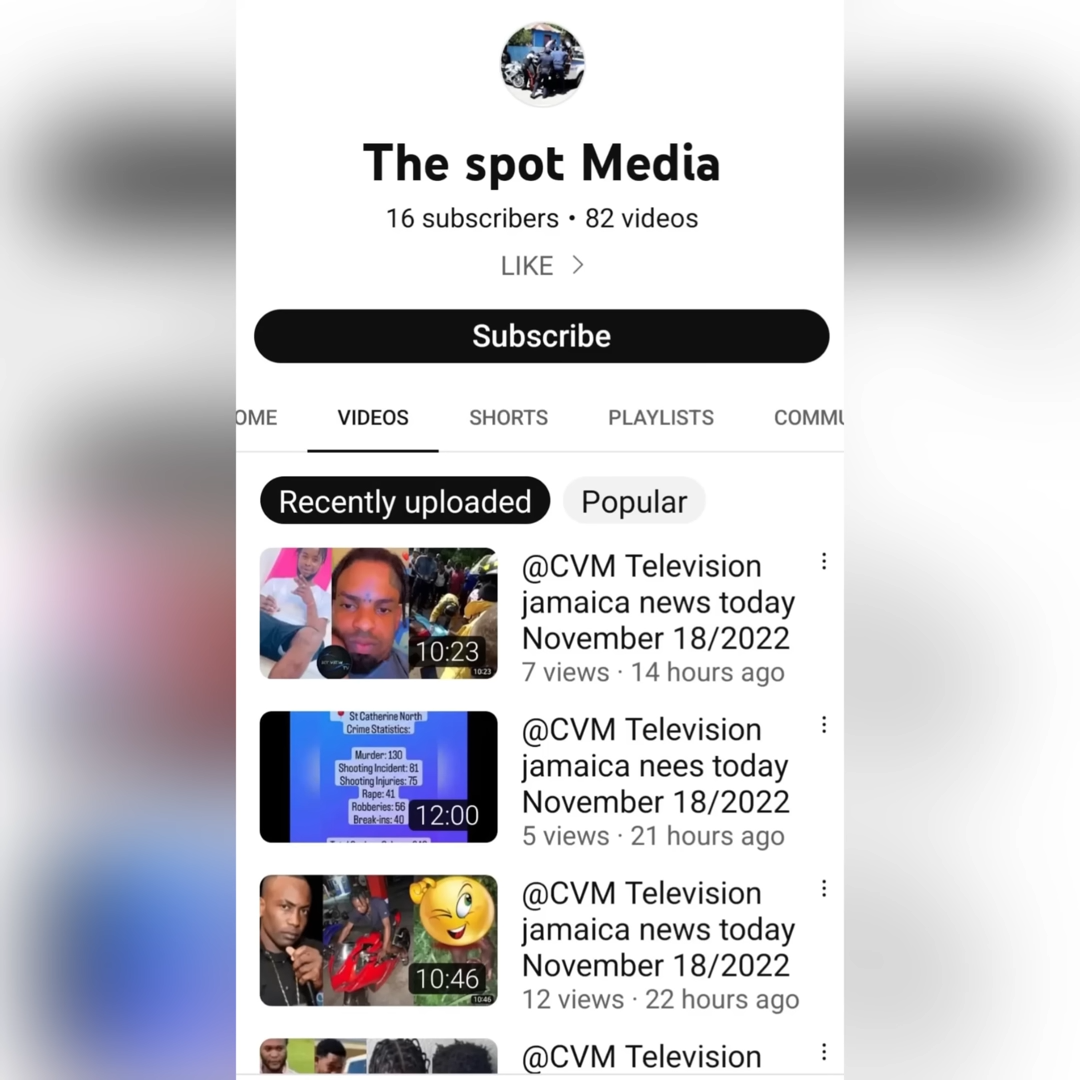 The spot Media
16 subscribers • 82 videos
LIKE >
Subscribe
OME VIDEOS SHORTS PLAYLISTS COMMU
Recently uploaded Popular
@CVM Television
jamaica news today
November 18/2022
7 views · 14 hours ago
10:23
10:23
@CVM Television
jamaica nees today
November 18/2022
5 views · 21 hours ago
St Catherine North
Crime Statistics:
Murder: 130
Shooting Incident: 81
Shooting Injuries: 75
Rape: 41
Robberies: 56
Break-ins: 40
12:00
@CVM Television
jamaica news today
November 18/2022
12 views · 22 hours ago
10:46
10:46
@CVM Television